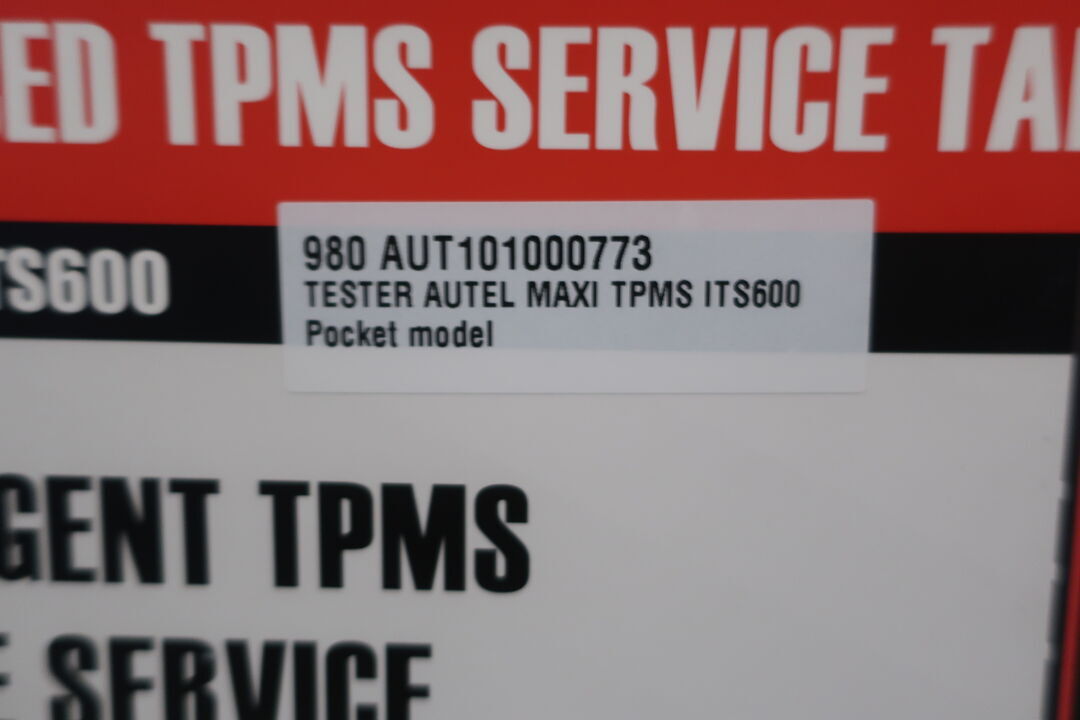 ED TPMS SERVICE TA
TS600
980 AUT101000773
TESTER AUTEL MAXI TPMS ITS600
Pocket model
GENT TPMS
E SERVICE